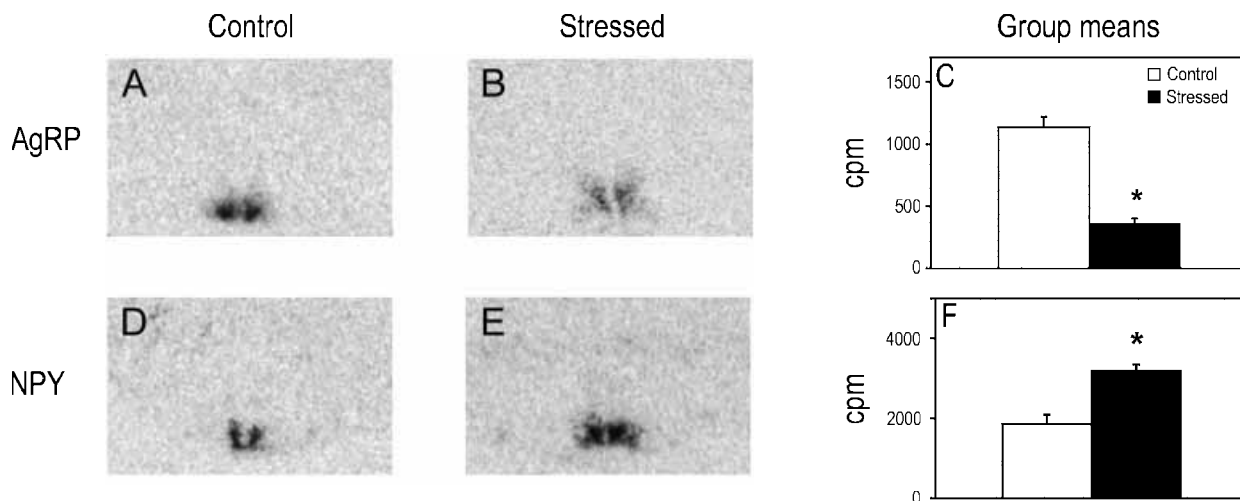 Control Stressed Group means
AgRP
A
B
C
Control
Stressed
1500
1000
500
0
cpm
*
NPY
D
E
F
4000
2000
0
cpm
*